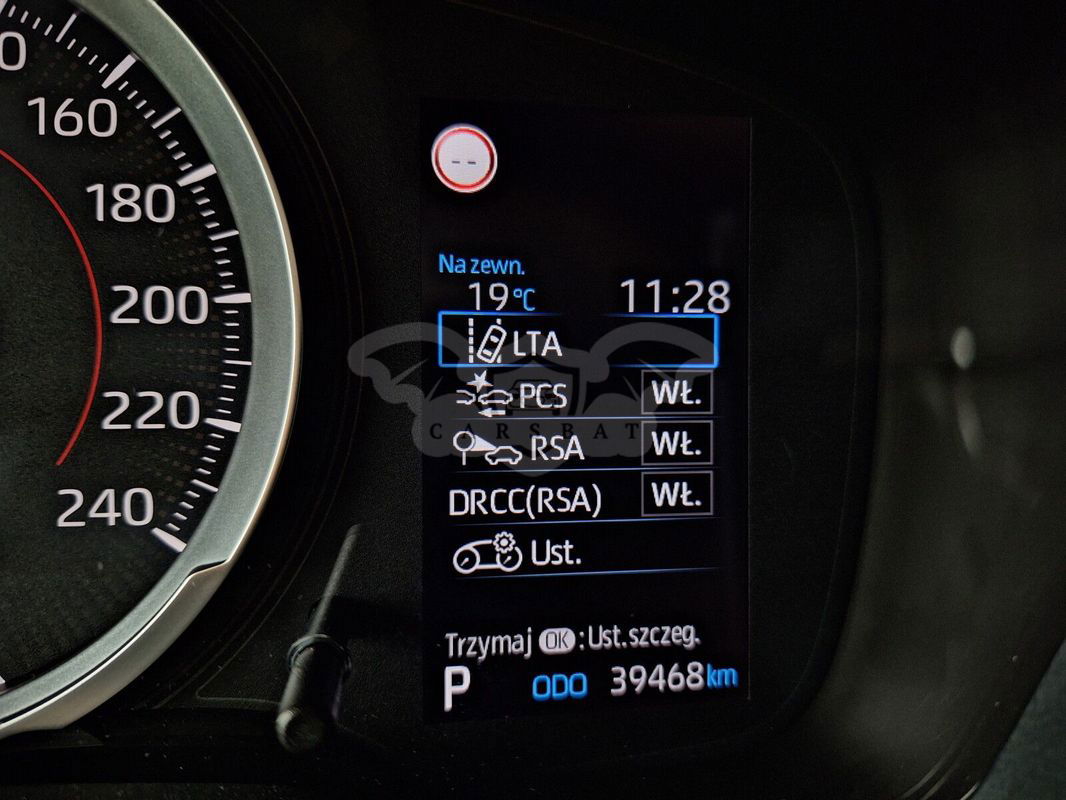 0
160
180
200
220
240
--
Na zewn.
19°C 11:28
LTA
PCS WŁ.
CARSBAT
RSA WŁ.
DRCC(RSA) WŁ.
Ust.
Trzymaj OK : Ust. szczeg.
P ODO 39468 km